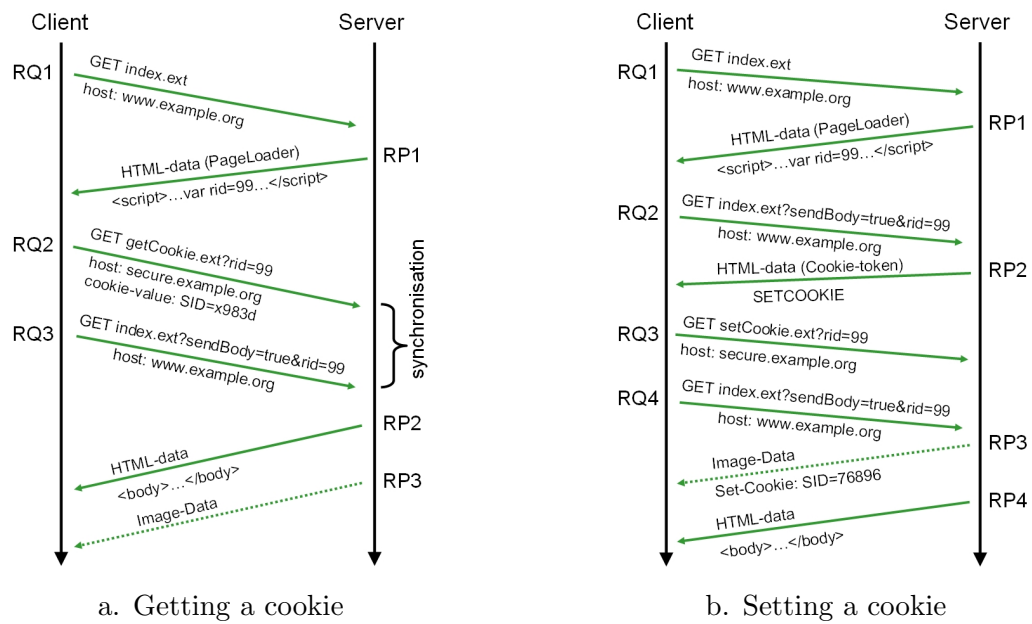 Client
Server
RQ1
GET index.ext
host: www.example.org
RP1
HTML-data (PageLoader)
<script>…var rid=99…</script>
RQ2
GET getCookie.ext?rid=99
host: secure.example.org
cookie-value: SID=x983d
synchronisation
RQ3
GET index.ext?sendBody=true&rid=99
host: www.example.org
RP2
HTML-data
<body>…</body>
RP3
Image-Data
a. Getting a cookie
Client
Server
RQ1
GET index.ext
host: www.example.org
RP1
HTML-data (PageLoader)
<script>…var rid=99…</script>
RQ2
GET index.ext?sendBody=true&rid=99
host: www.example.org
RP2
HTML-data (Cookie-token)
SETCOOKIE
RQ3
GET setCookie.ext?rid=99
host: secure.example.org
RQ4
GET index.ext?sendBody=true&rid=99
host: www.example.org
RP3
Image-Data
Set-Cookie: SID=76896
RP4
HTML-data
<body>…</body>
b. Setting a cookie